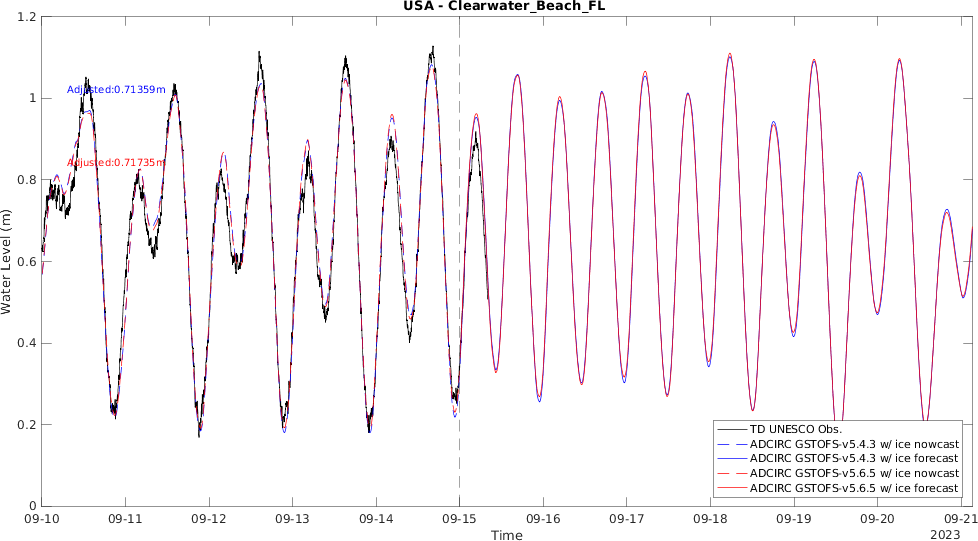 USA - Clearwater_Beach_FL
1.2
1
0.8
0.6
0.4
0.2
0
Water Level (m)
Adjusted:0.71359m
Adjusted:0.71735m
TD UNESCO Obs.
ADCIRC GSTOFS-v5.4.3 w/ ice nowcast
ADCIRC GSTOFS-v5.4.3 w/ ice forecast
ADCIRC GSTOFS-v5.6.5 w/ ice nowcast
ADCIRC GSTOFS-v5.6.5 w/ ice forecast
09-10 09-11 09-12 09-13 09-14 09-15 09-16 09-17 09-18 09-19 09-20 09-21
Time
2023